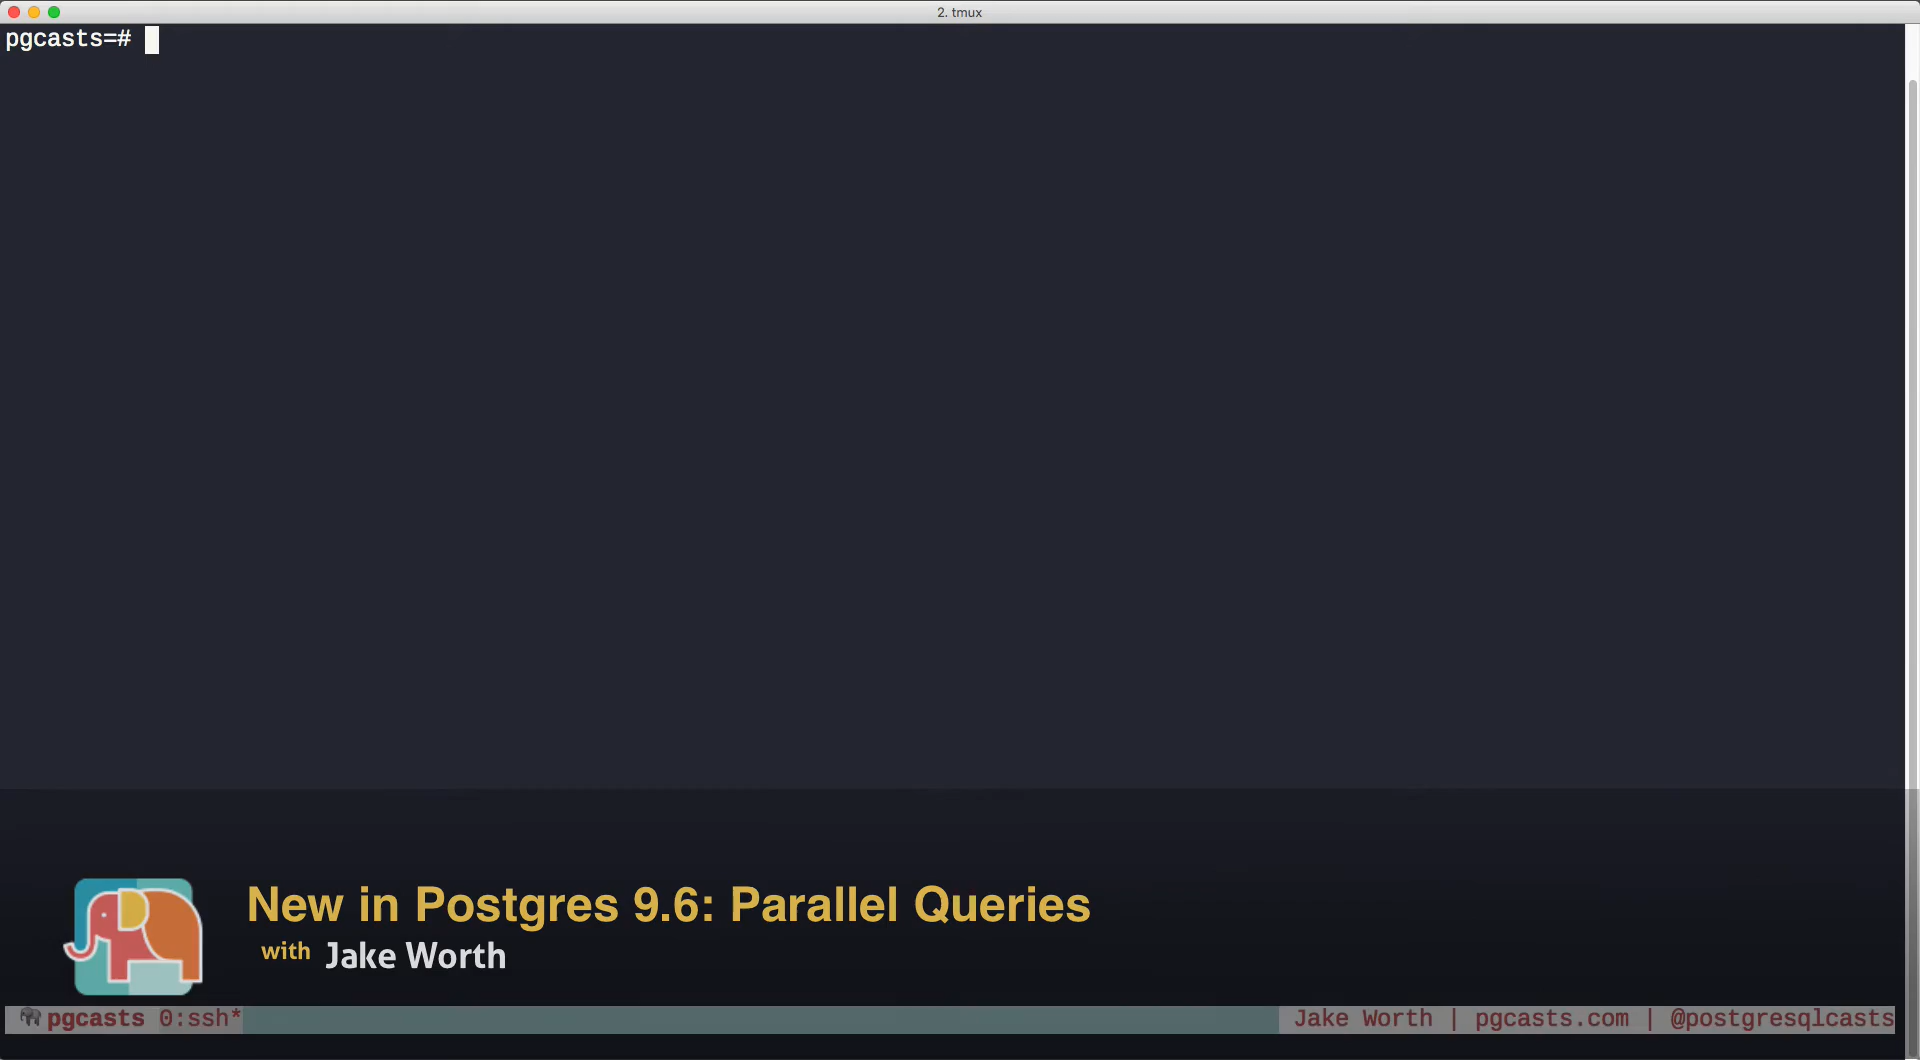 2. tmux
pgcasts=#
New in Postgres 9.6: Parallel Queries
with Jake Worth
pgcasts 0:ssh*
Jake Worth | pgcasts.com | @postgresqlcasts